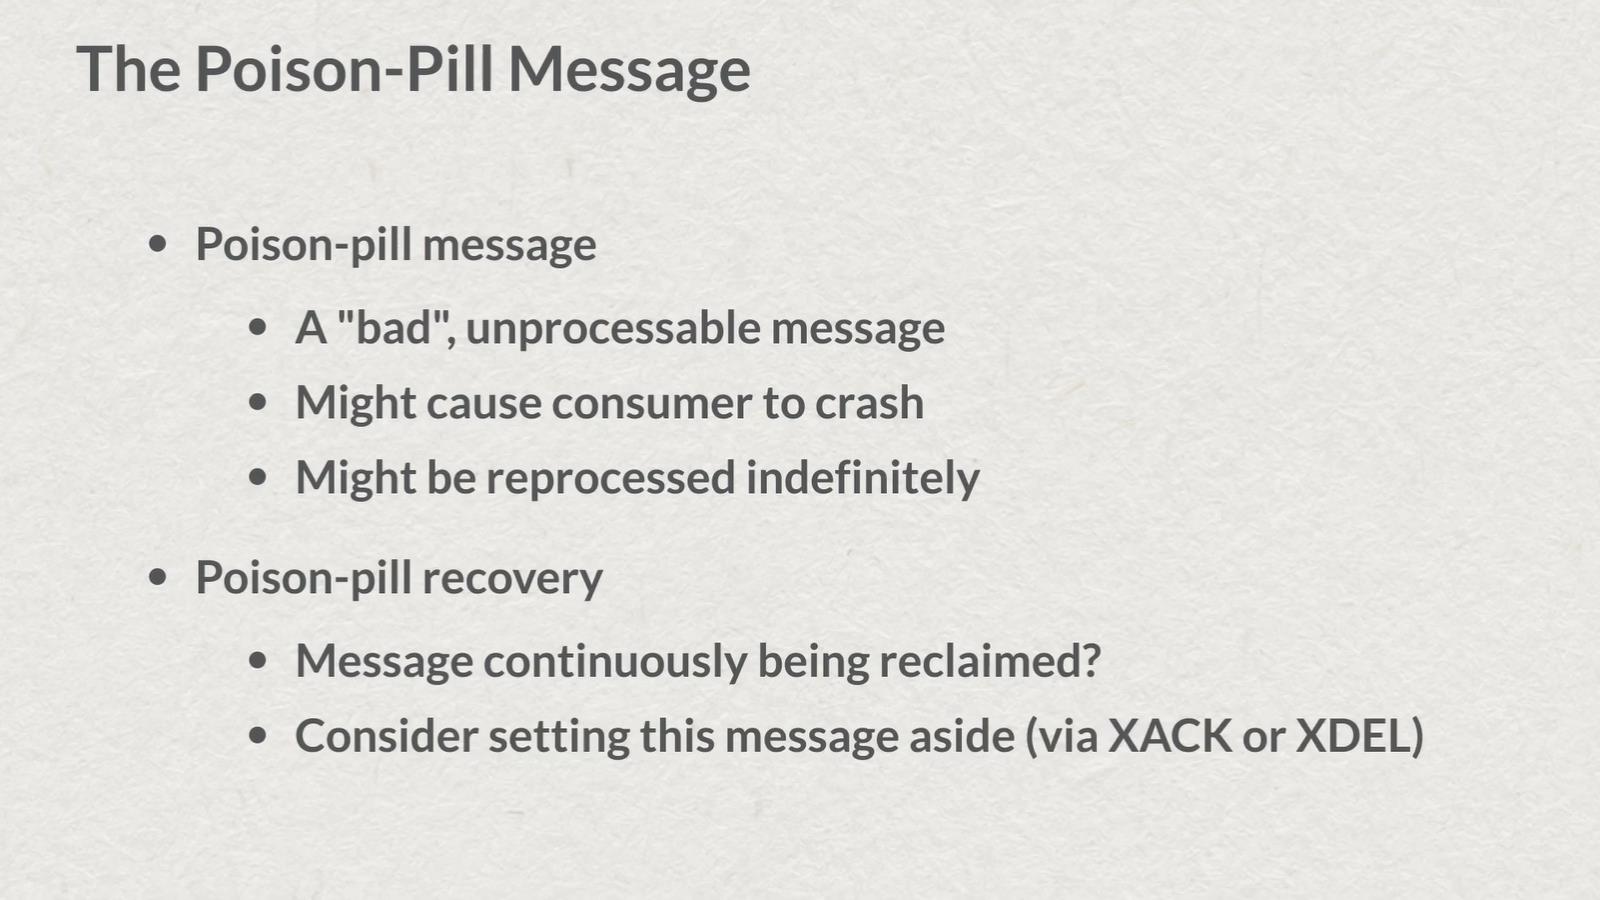 The Poison-Pill Message
• Poison-pill message
• A "bad", unprocessable message
• Might cause consumer to crash
• Might be reprocessed indefinitely
• Poison-pill recovery
• Message continuously being reclaimed?
• Consider setting this message aside (via XACK or XDEL)